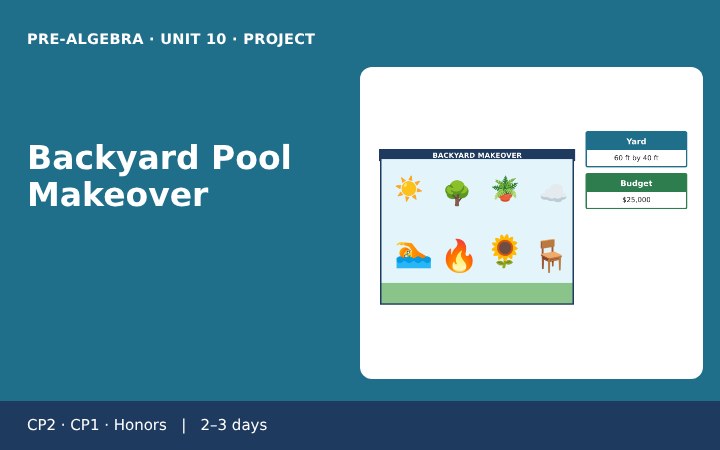 PRE-ALGEBRA · UNIT 10 · PROJECT
Backyard Pool
Makeover
BACKYARD MAKEOVER
Yard
60 ft by 40 ft
Budget
$25,000
CP2 · CP1 · Honors | 2–3 days